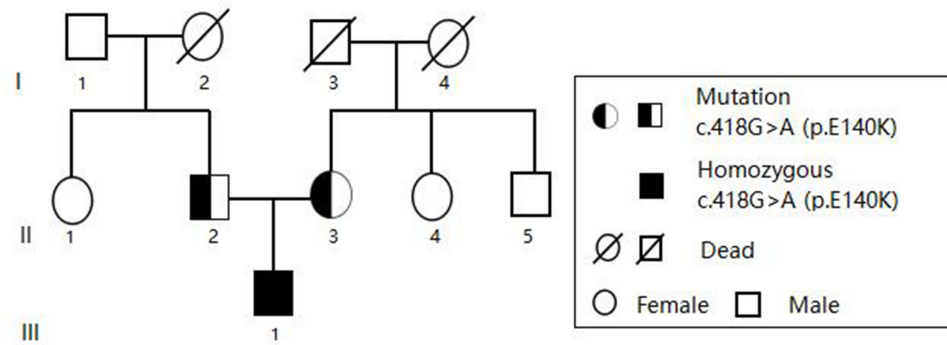 I
1
2
3
4
II
1
2
3
4
5
III
1
Mutation
c.418G>A (p.E140K)
Homozygous
c.418G>A (p.E140K)
Dead
Female
Male